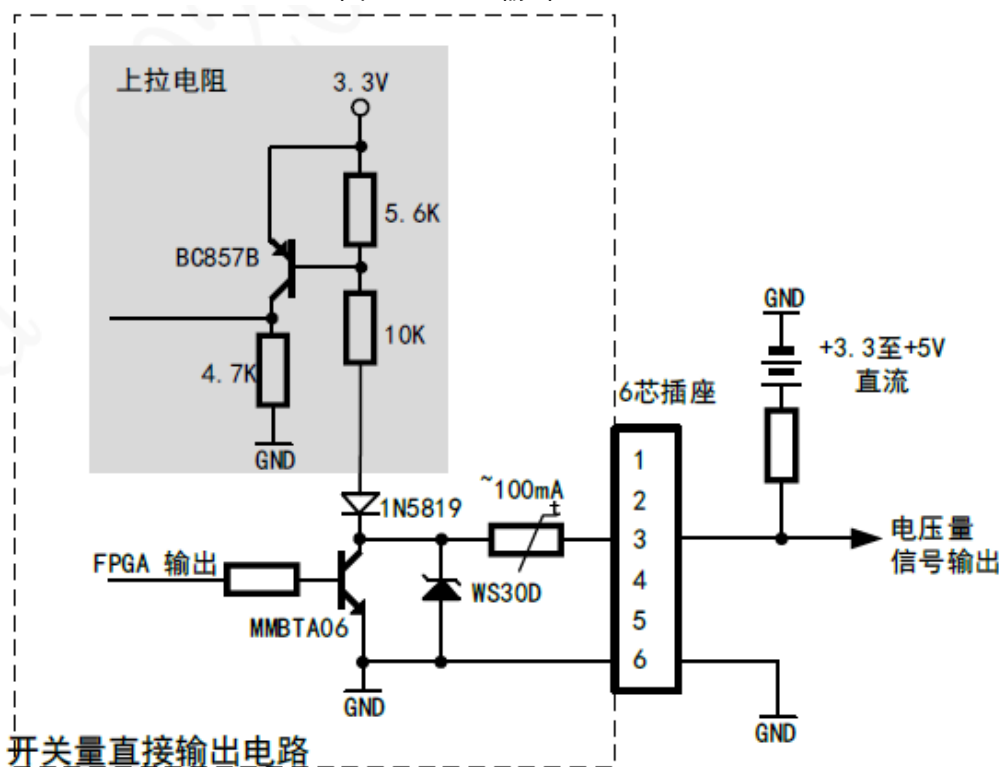 上拉电阻
3.3V
5.6K
BC857B
10K
4.7K
GND
GND
+3.3至+5V
直流
6芯插座
1
2
3
4
5
6
1N5819
~100mA
t
FPGA 输出
WS30D
MMBTA06
电压量
信号输出
GND
GND
开关量直接输出电路